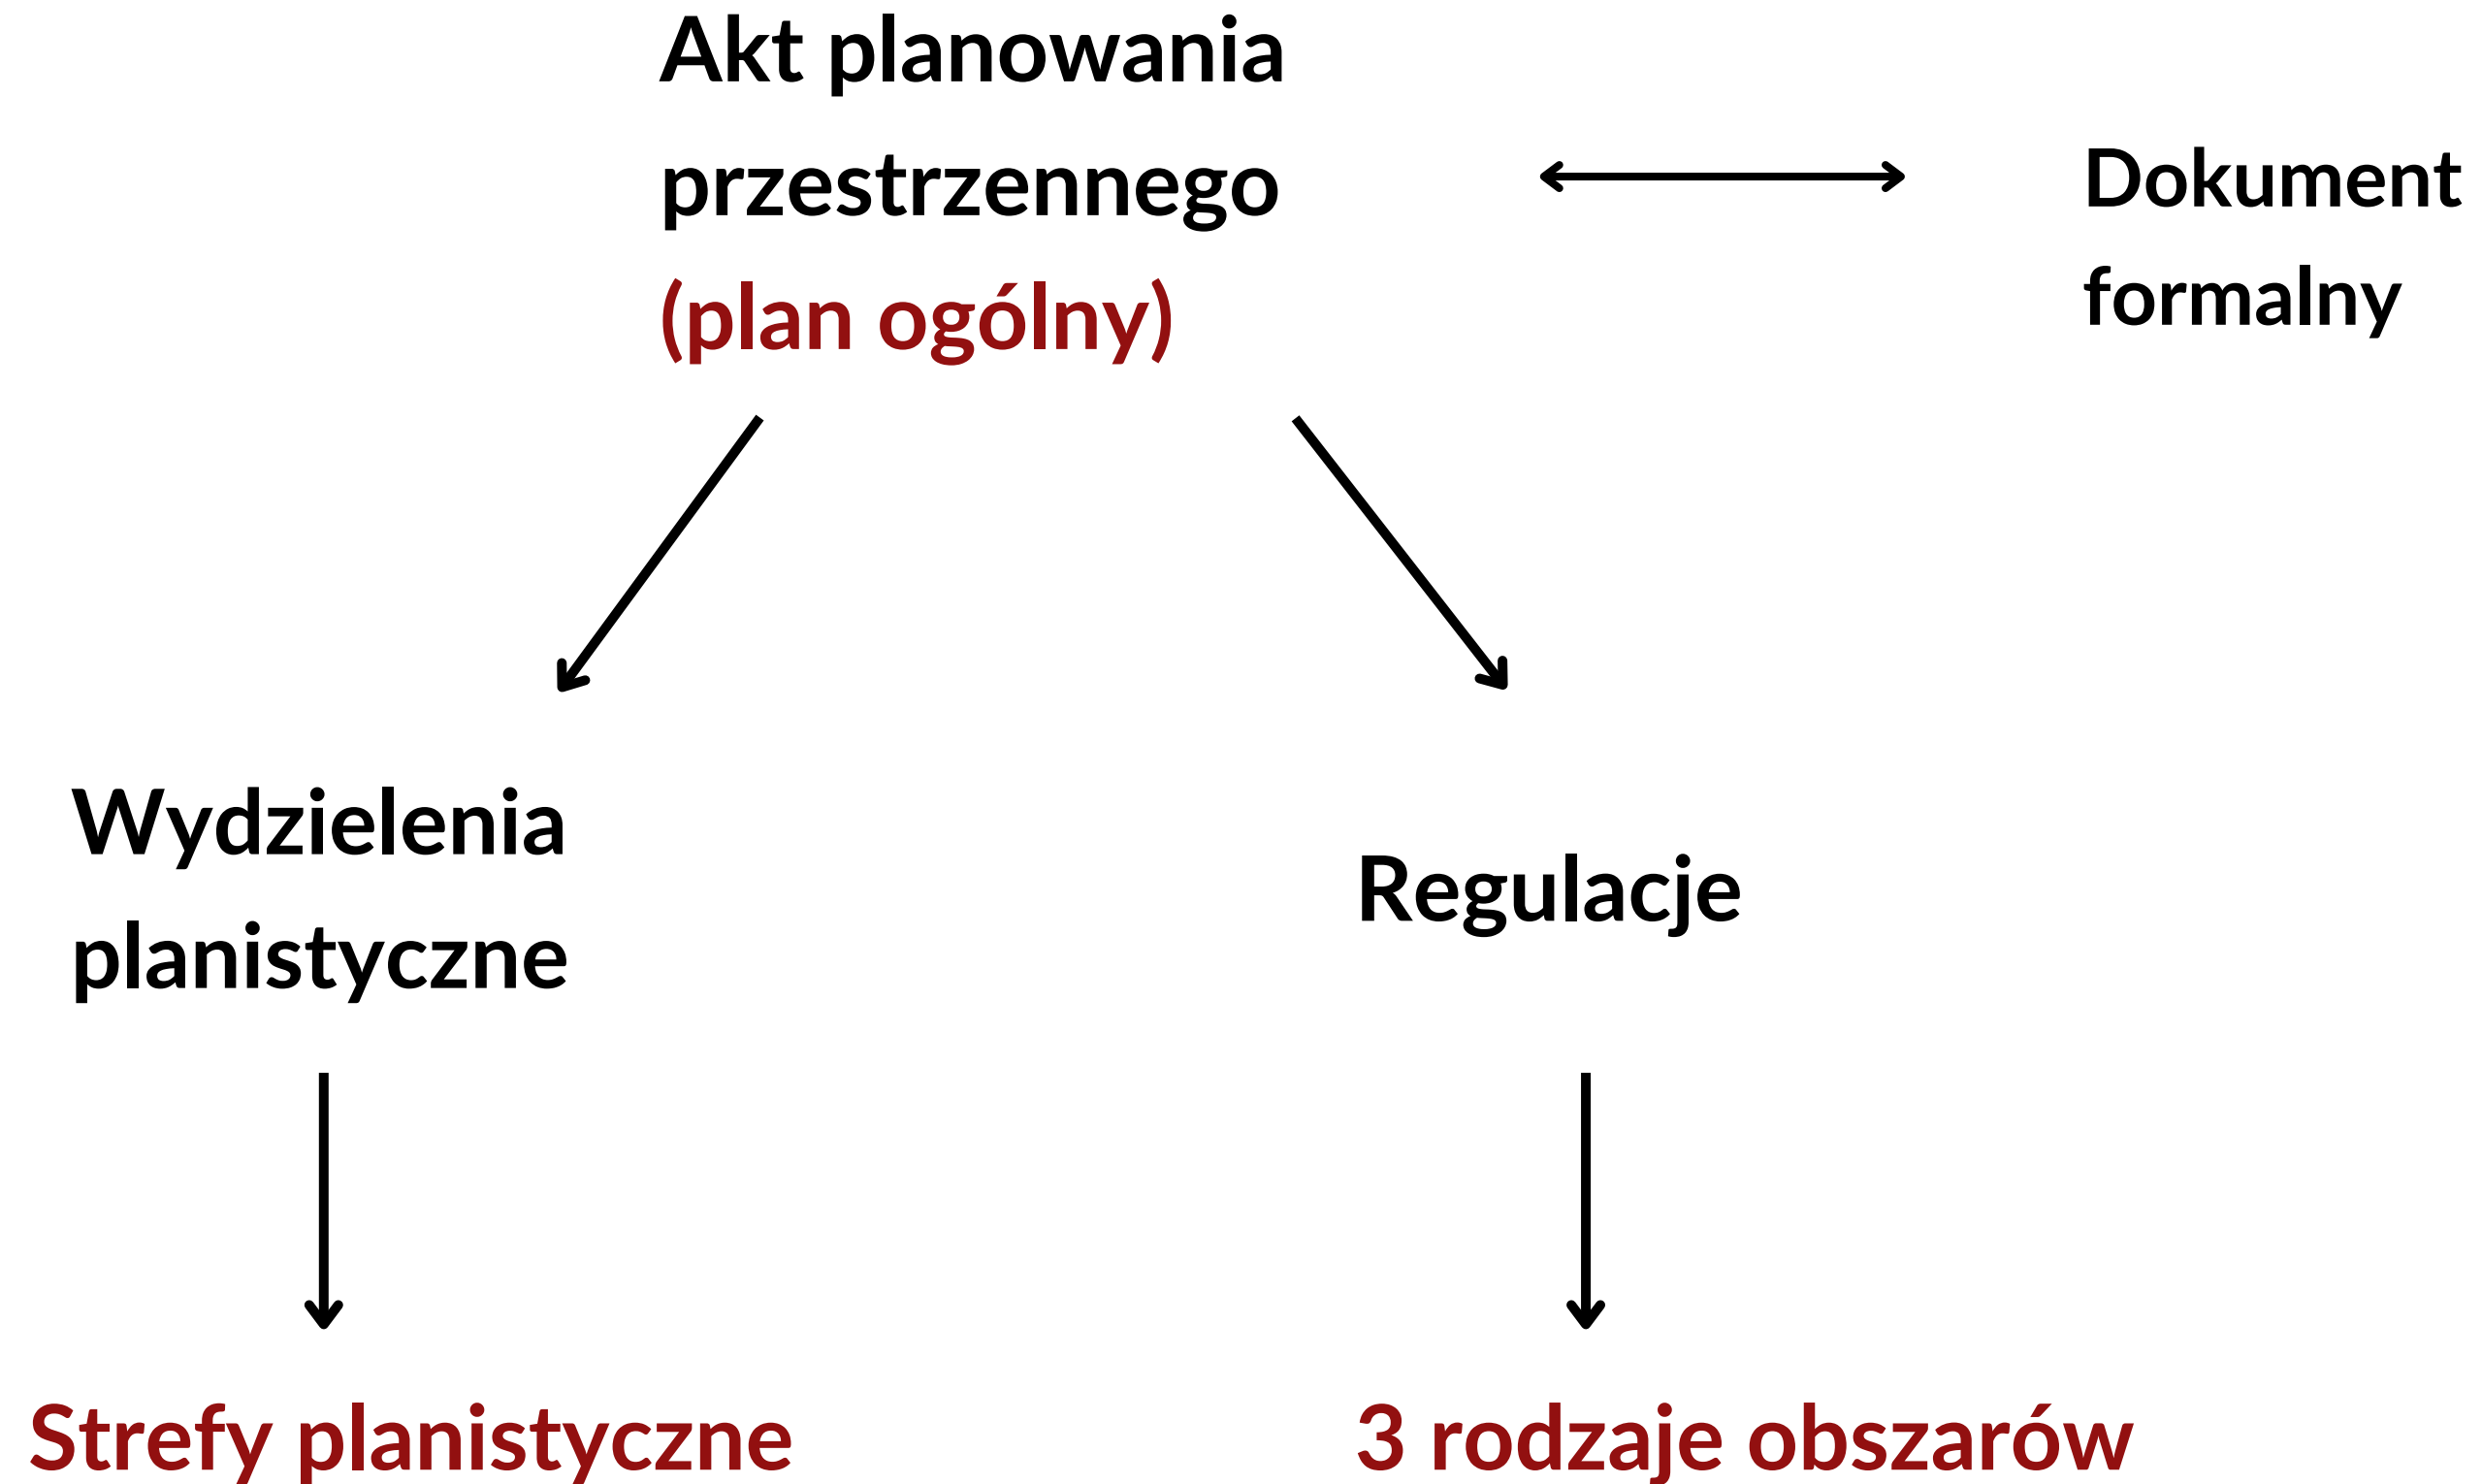 Akt planowania
przestrzennego
(plan ogólny)
Dokument
formalny
Wydzielenia
planistyczne
Regulacje
Strefy planistyczne
3 rodzaje obszarów